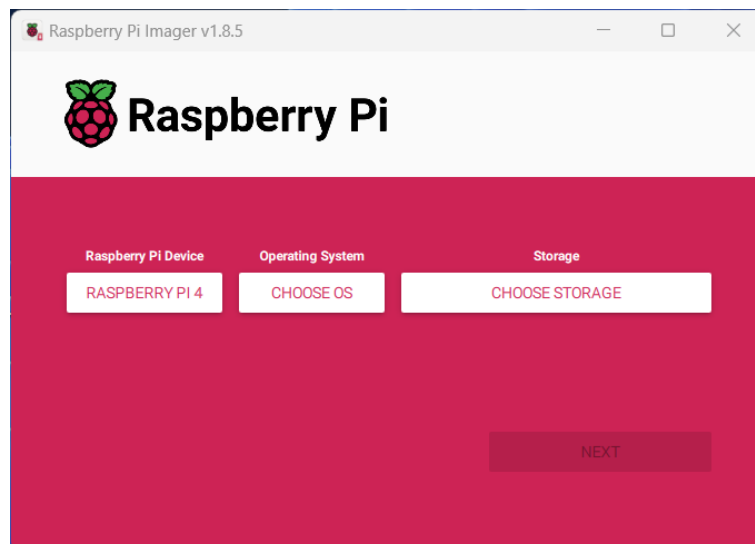 Raspberry Pi Imager v1.8.5
Raspberry Pi
Raspberry Pi Device Operating System Storage
RASPBERRY PI 4 CHOOSE OS CHOOSE STORAGE
NEXT